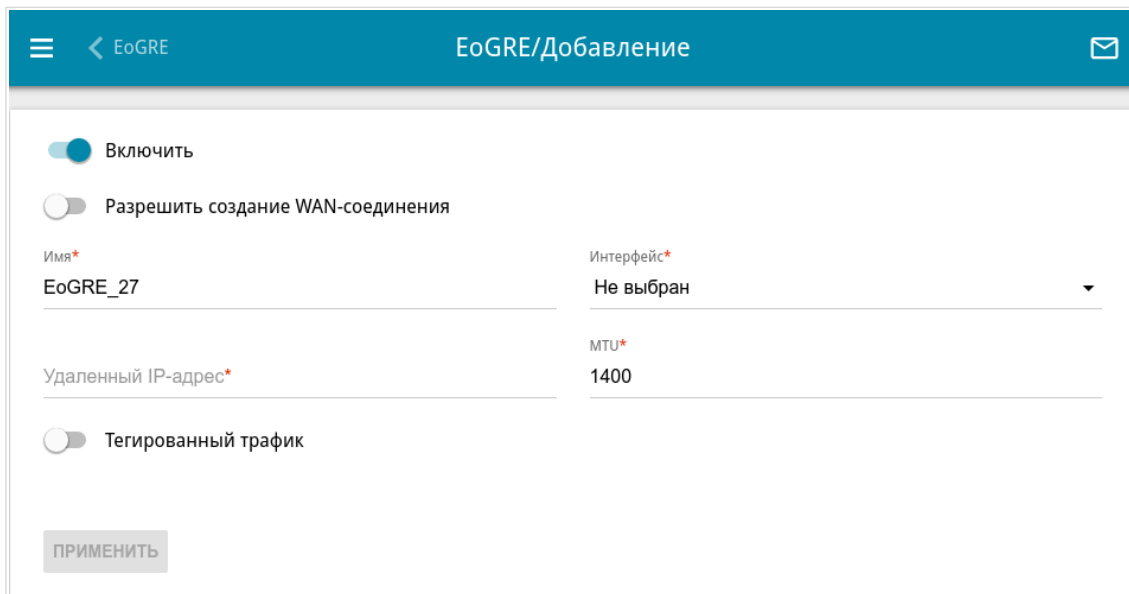 EoGRE
EoGRE/Добавление
Включить
Разрешить создание WAN-соединения
Имя*
Интерфейс*
EoGRE_27
Не выбран
MTU*
Удаленный IP-адрес*
1400
Тегированный трафик
ПРИМЕНИТЬ